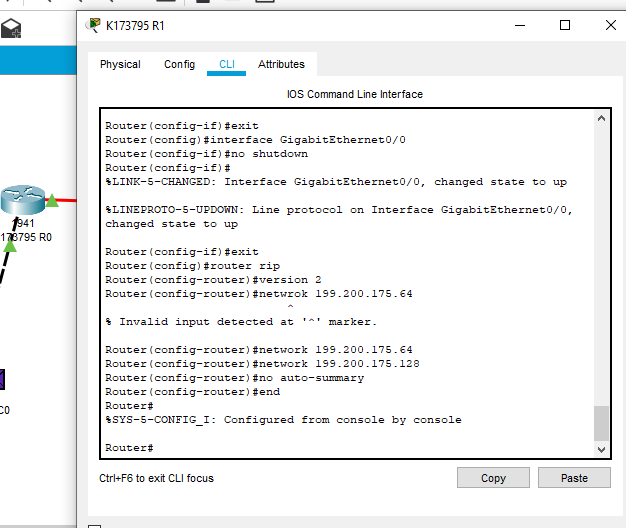 K173795 R1
Physical Config CLI Attributes
IOS Command Line Interface
Router(config-if)#exit
Router(config)#interface GigabitEthernet0/0
Router(config-if)#no shutdown
Router(config-if)#
%LINK-5-CHANGED: Interface GigabitEthernet0/0, changed state to up
%LINEPROTO-5-UPDOWN: Line protocol on Interface GigabitEthernet0/0,
changed state to up
Router(config-if)#exit
Router(config)#router rip
Router(config-router)#version 2
Router(config-router)#netwrok 199.200.175.64
^
% Invalid input detected at '^' marker.
Router(config-router)#network 199.200.175.64
Router(config-router)#network 199.200.175.128
Router(config-router)#no auto-summary
Router(config-router)#end
Router#
%SYS-5-CONFIG_I: Configured from console by console
Router#
Ctrl+F6 to exit CLI focus
Copy Paste
1941
173795 R0
C0